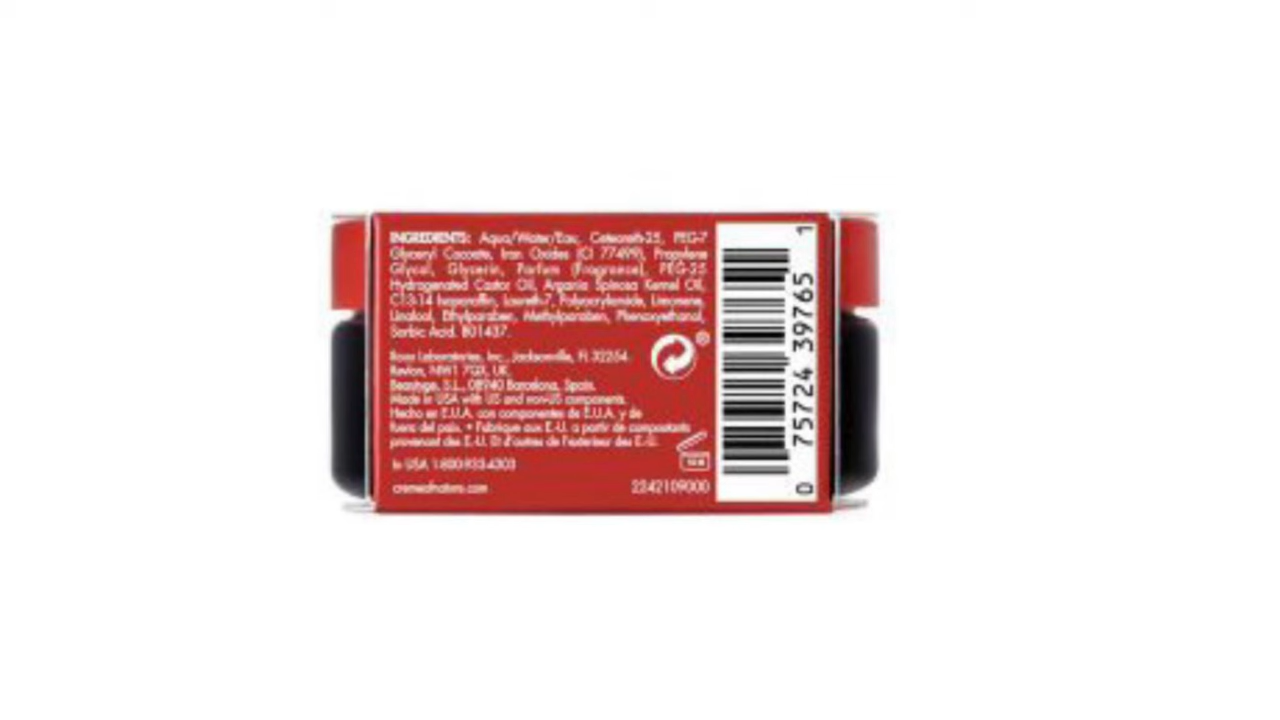 INGREDIENTS: Aqua/Water/Eau, Ceteareth-25, PEG-7
Glyceryl Cocoate, Iron Oxides (CI 77499), Propylene
Glycol, Glycerin, Parfum (Fragrance), PEG-25
Hydrogenated Castor Oil, Argania Spinosa Kernel Oil,
C13-14 Isoparaffin, Laureth-7, Polyacrylamide, Limonene,
Linalool, Ethylparaben, Methylparaben, Phenoxyethanol,
Sorbic Acid. B01437.
Laboratories, Inc., Jacksonville, FL 32254.
Revlon, NW1 7QX, UK.
Beautyge, S.L., 08940 Barcelona, Spain.
Made in USA with US and non-US components.
Hecho en E.U.A. con componentes de E.U.A. y de
fuera del país. • Fabriqué aux E.-U. à partir de composants
provenant des E.-U. Et d'autres de l'extérieur des E.-U.
In USA 1-800-933-4303
cremeofnature.com
2242109000
0 75724 39765 1